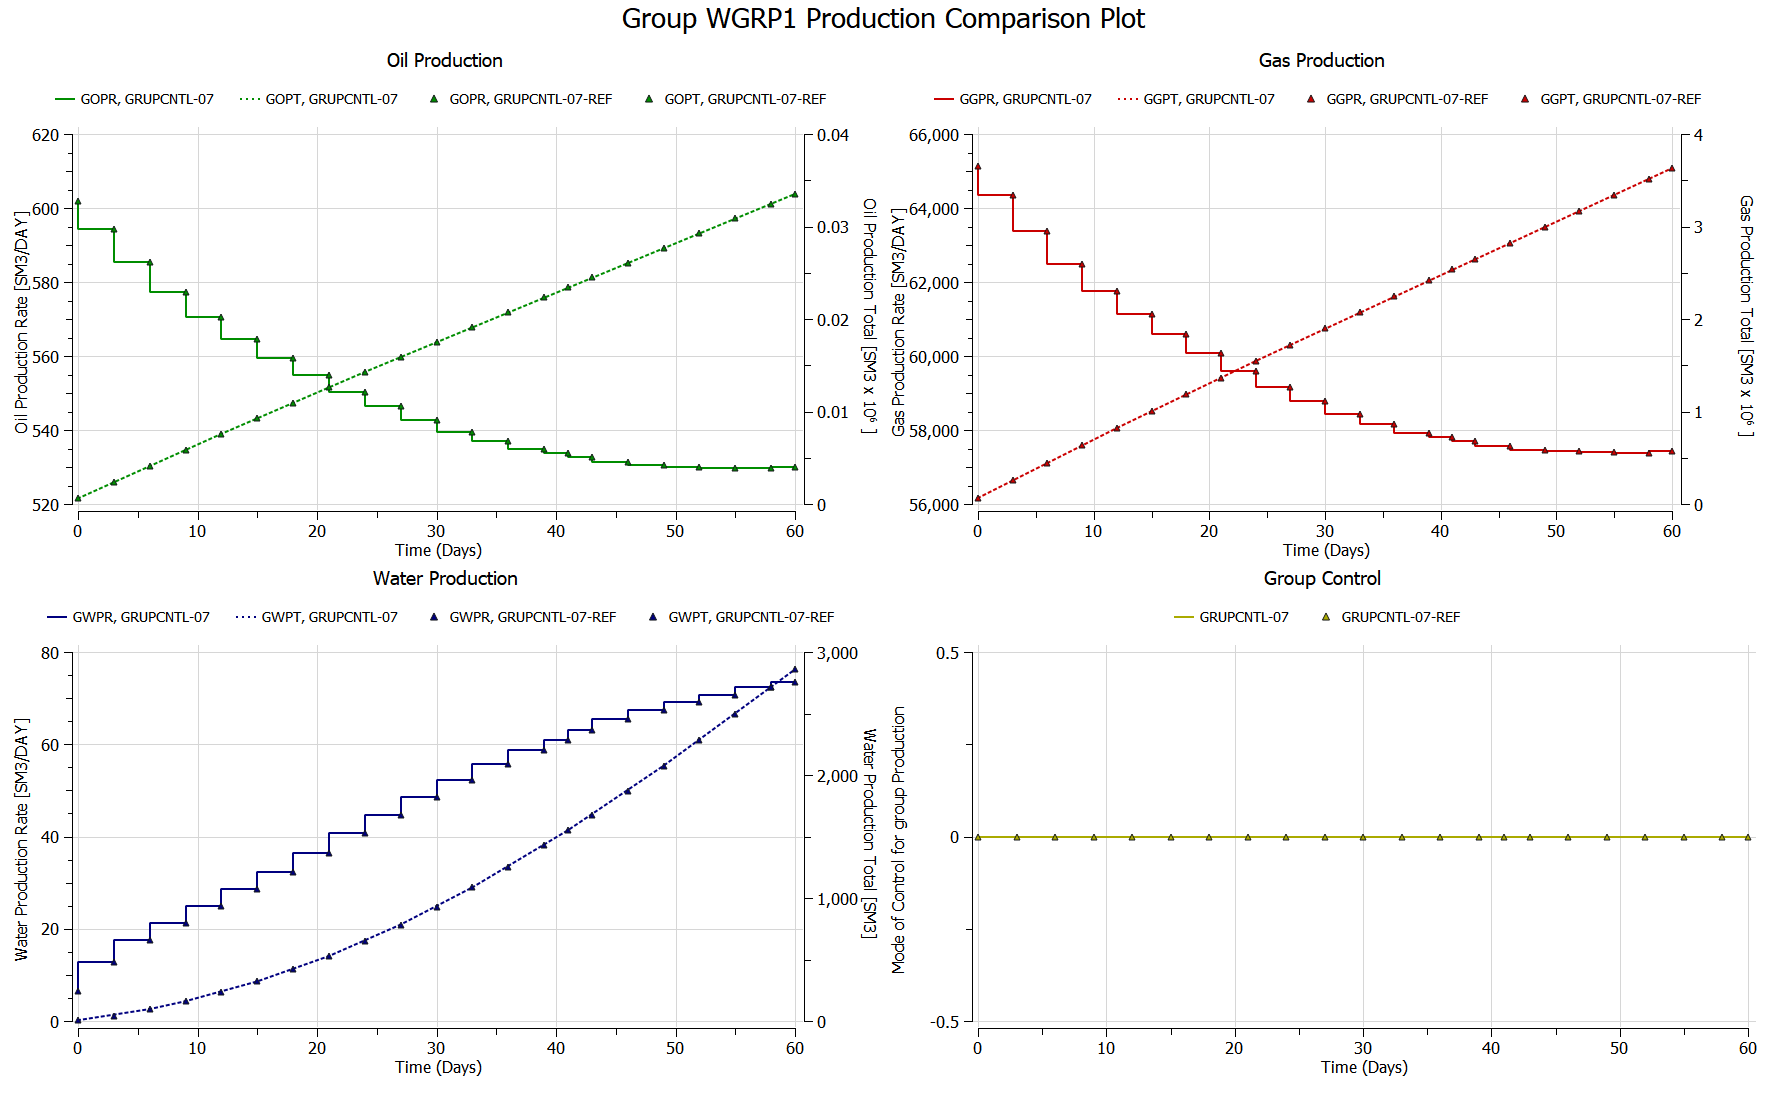 Group WGRP1 Production Comparison Plot
Oil Production
GOPR, GRUPCNTL-07 GOPT, GRUPCNTL-07 GOPR, GRUPCNTL-07-REF GOPT, GRUPCNTL-07-REF
620
600
580
560
540
520
Oil Production Rate [SM3/DAY]
0.04
0.03
0.02
0.01
0
Oil Production Total [SM3 x 10⁶ ]
0 10 20 30 40 50 60
Time (Days)
Gas Production
GGPR, GRUPCNTL-07 GGPT, GRUPCNTL-07 GGPR, GRUPCNTL-07-REF GGPT, GRUPCNTL-07-REF
66,000
64,000
62,000
60,000
58,000
56,000
Gas Production Rate [SM3/DAY]
4
3
2
1
0
Gas Production Total [SM3 x 10⁶ ]
0 10 20 30 40 50 60
Time (Days)
Water Production
GWPR, GRUPCNTL-07 GWPT, GRUPCNTL-07 GWPR, GRUPCNTL-07-REF GWPT, GRUPCNTL-07-REF
80
60
40
20
0
Water Production Rate [SM3/DAY]
3,000
2,000
1,000
0
Water Production Total [SM3]
0 10 20 30 40 50 60
Time (Days)
Group Control
GRUPCNTL-07 GRUPCNTL-07-REF
0.5
0
-0.5
Mode of Control for group Production
0 10 20 30 40 50 60
Time (Days)